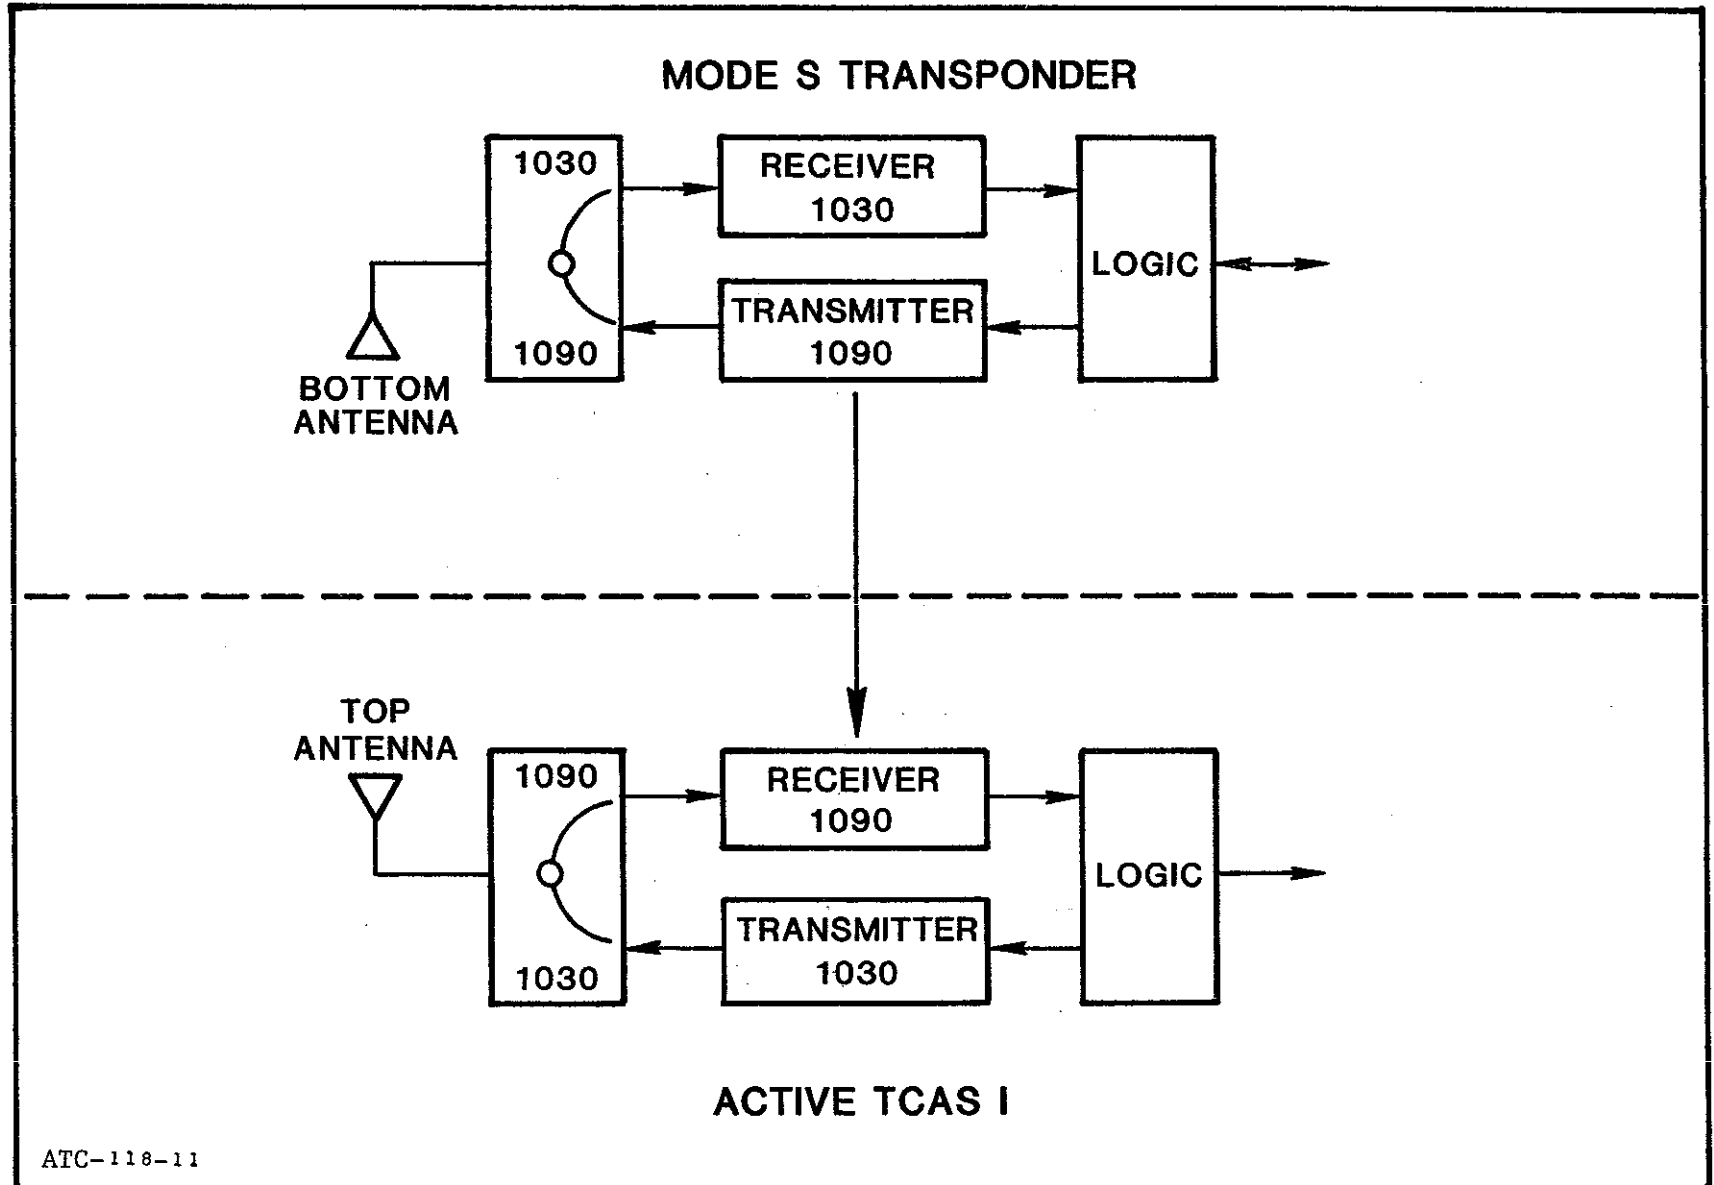 MODE S TRANSPONDER
1030
RECEIVER
1030
LOGIC
TRANSMITTER
1090
1090
BOTTOM
ANTENNA
TOP
ANTENNA
1090
RECEIVER
1090
LOGIC
TRANSMITTER
1030
1030
ACTIVE TCAS I
ATC-118-11